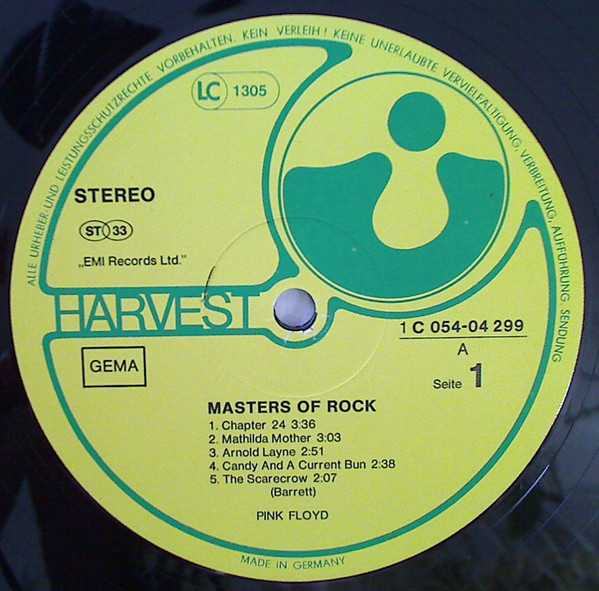 ALLE URHEBER- UND LEISTUNGSSCHUTZRECHTE VORBEHALTEN. KEIN VERLEIH! KEINE UNERLAUBTE VERVIELFÄLTIGUNG, VERBREITUNG, AUFFÜHRUNG, SENDUNG
LC 1305
STEREO
ST 33
„EMI Records Ltd."
HARVEST
GEMA
1 C 054-04 299
A
Seite 1
MASTERS OF ROCK
1. Chapter 24 3:36
2. Mathilda Mother 3:03
3. Arnold Layne 2:51
4. Candy And A Current Bun 2:38
5. The Scarecrow 2:07
(Barrett)
PINK FLOYD
MADE IN GERMANY